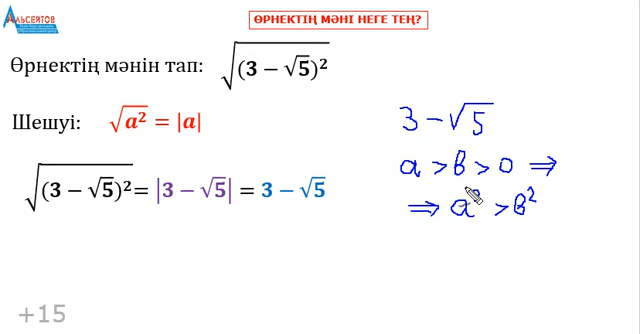 АЛЬСЕИТОВ
ӨРНЕКТІҢ МӘНІ НЕГЕ ТЕҢ?
Өрнектің мәнін тап: √(3 − √5)²
Шешуі: √a² = |a|
√(3 − √5)² = |3 − √5| = 3 − √5
3 − √5
a > b > 0 ⇒
⇒ a² > b²
+15